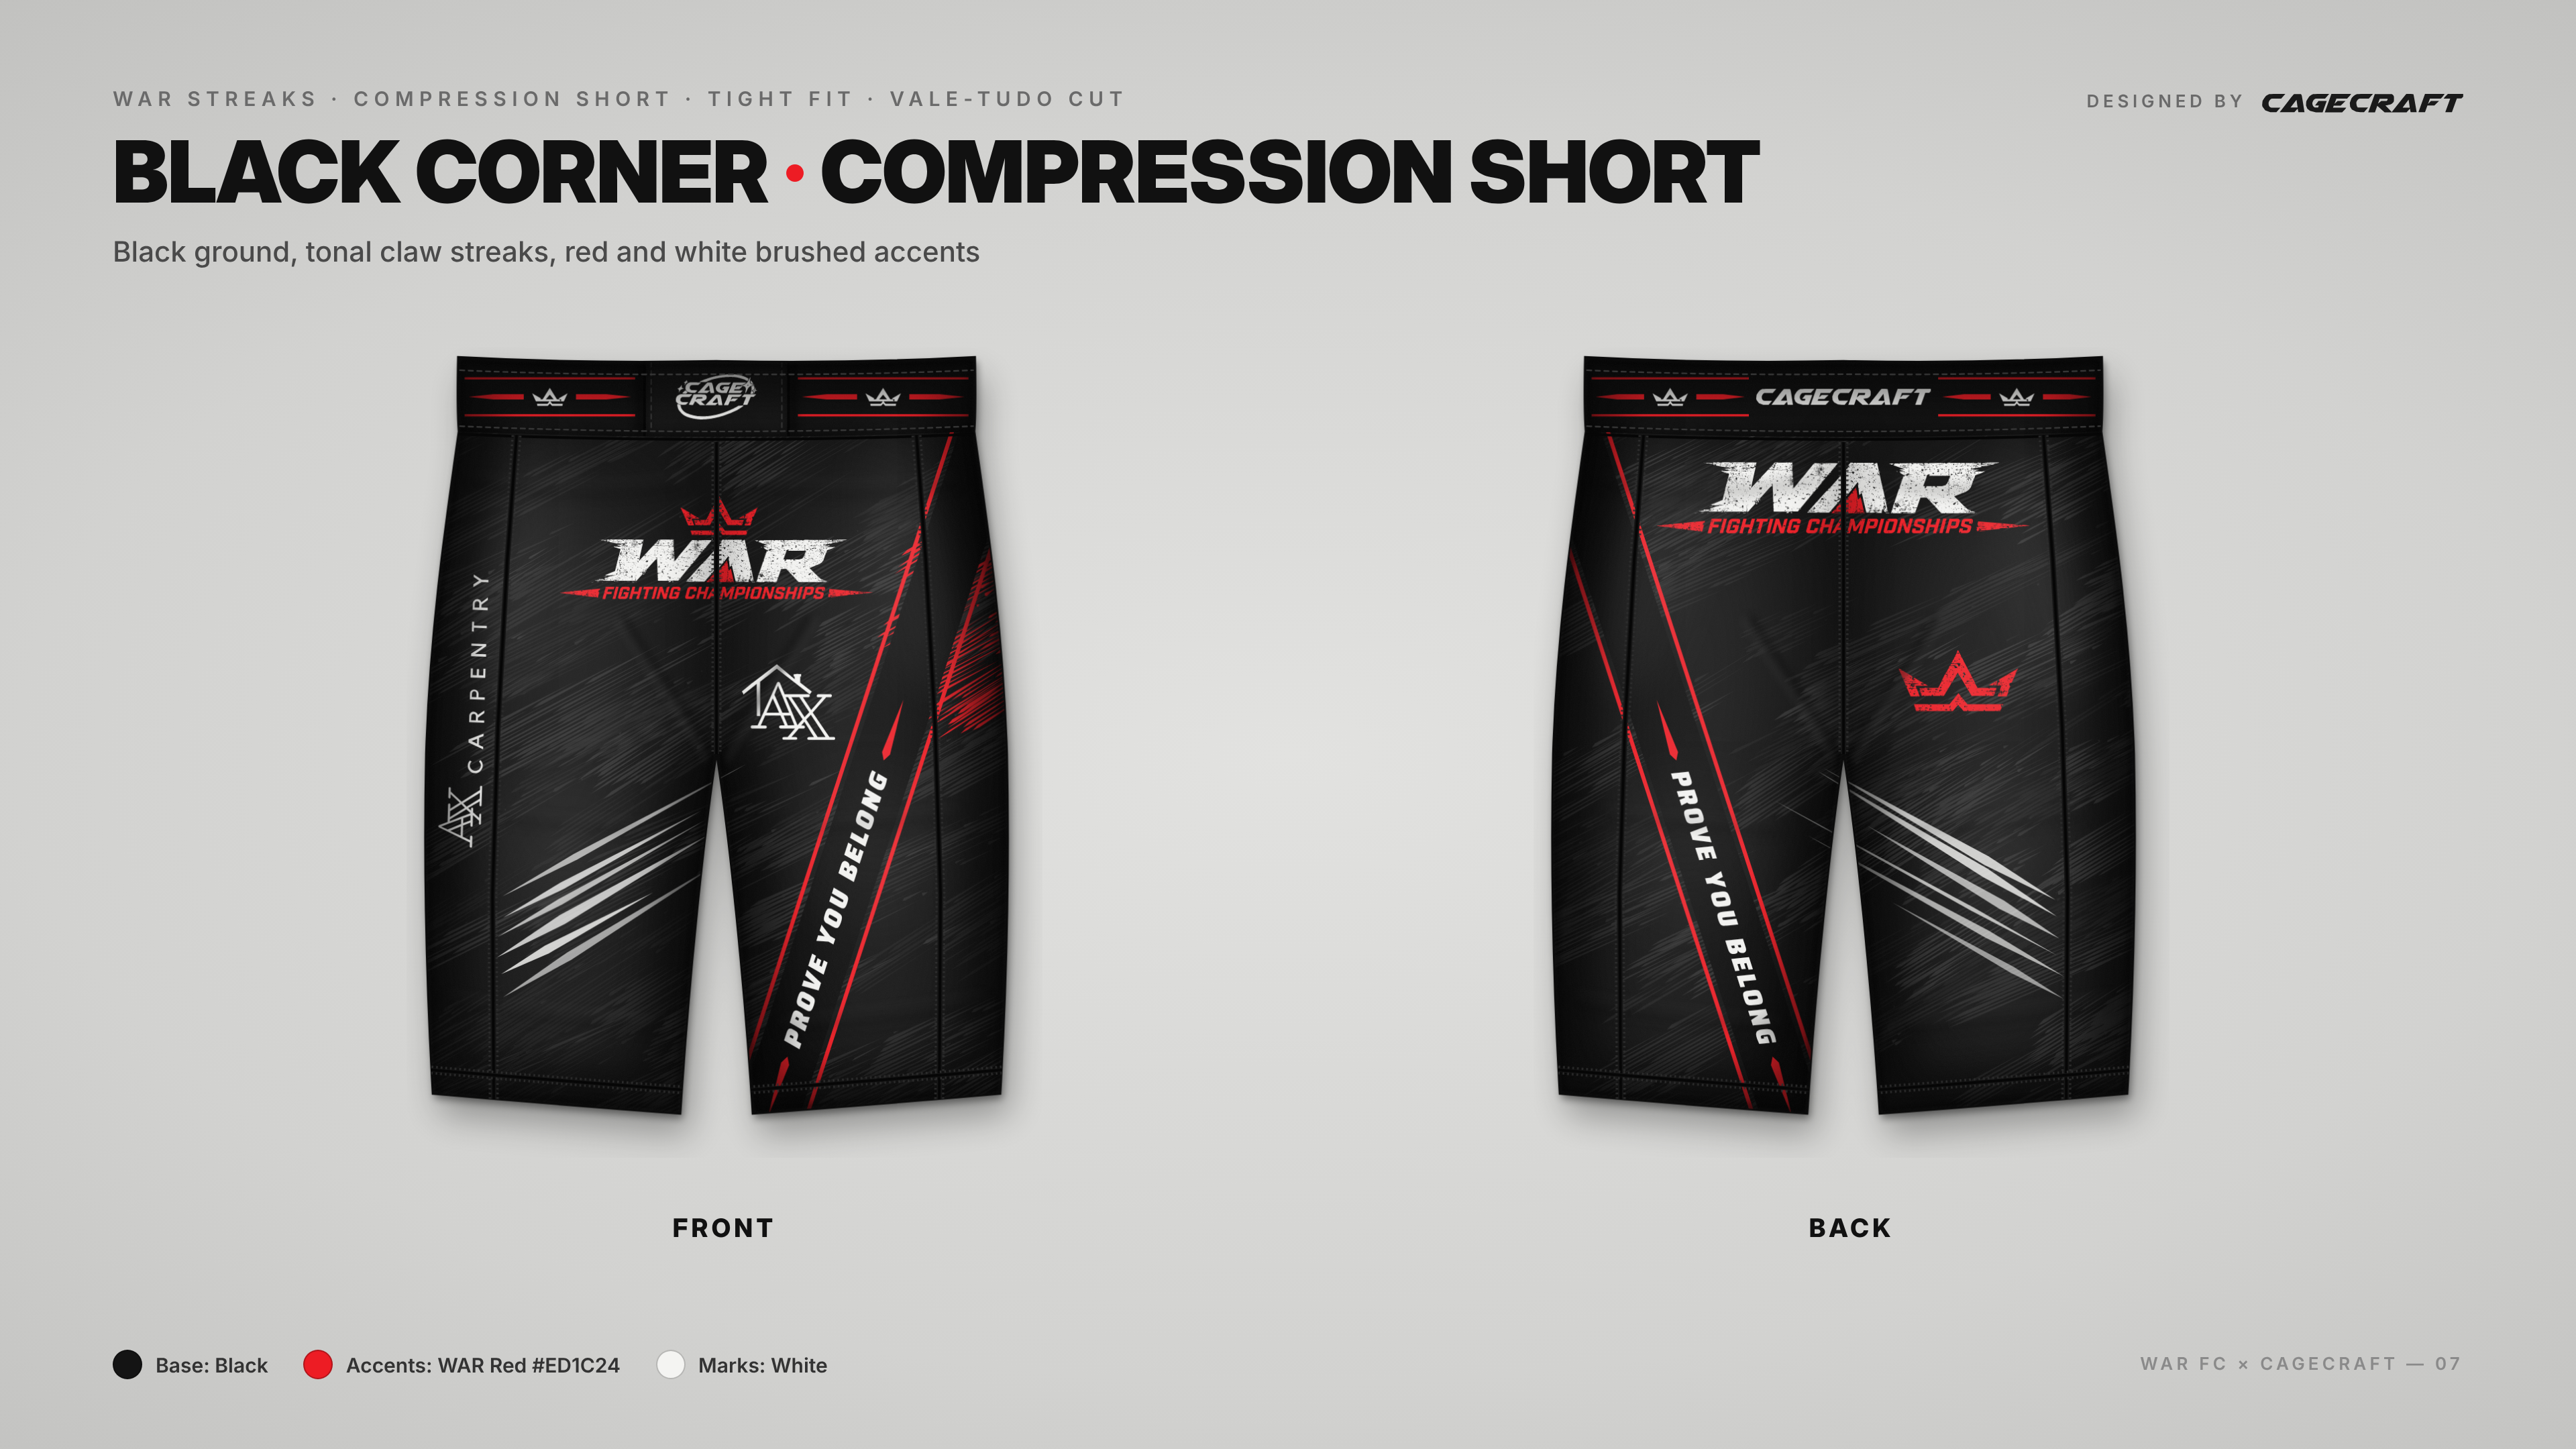 WAR STREAKS · COMPRESSION SHORT · TIGHT FIT · VALE-TUDO CUT
DESIGNED BY CAGECRAFT
BLACK CORNER • COMPRESSION SHORT
Black ground, tonal claw streaks, red and white brushed accents
CAGE
CRAFT
WAR
FIGHTING CHAMPIONSHIPS
AX CARPENTRY
AX
PROVE YOU BELONG
CAGECRAFT
WAR
FIGHTING CHAMPIONSHIPS
PROVE YOU BELONG
FRONT
BACK
Base: Black
Accents: WAR Red #ED1C24
Marks: White
WAR FC × CAGECRAFT — 07